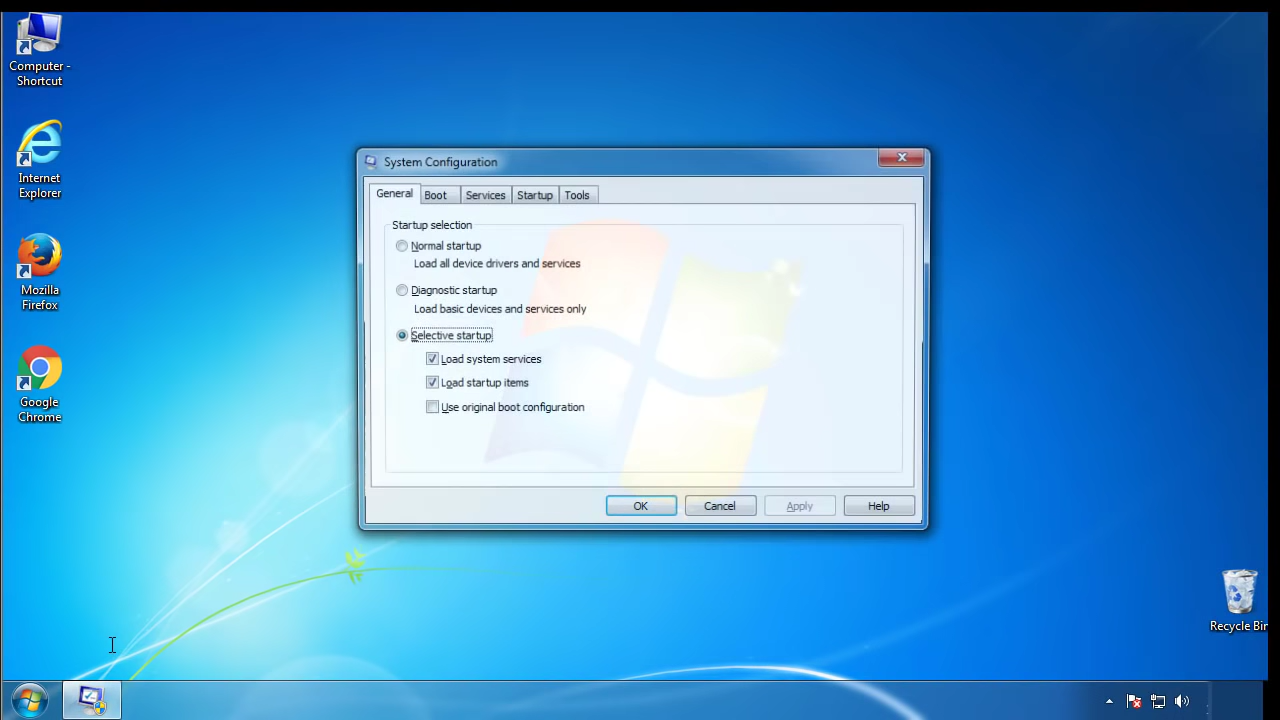 Computer -
Shortcut
Internet
Explorer
Mozilla
Firefox
Google
Chrome
System Configuration
General
Boot
Services
Startup
Tools
Startup selection
Normal startup
Load all device drivers and services
Diagnostic startup
Load basic devices and services only
Selective startup
Load system services
Load startup items
Use original boot configuration
OK
Cancel
Apply
Help
Recycle Bin